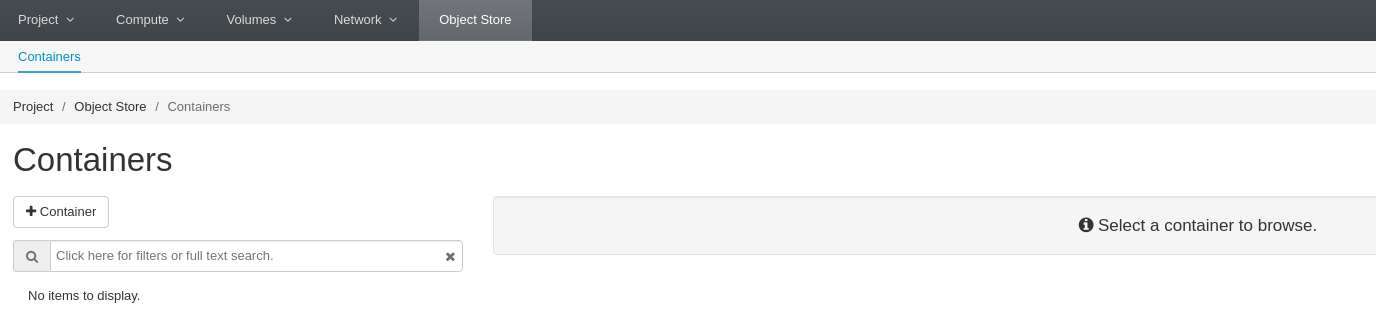 Project Compute Volumes Network Object Store
Containers
Project / Object Store / Containers
Containers
Container
Select a container to browse.
Click here for filters or full text search.
No items to display.